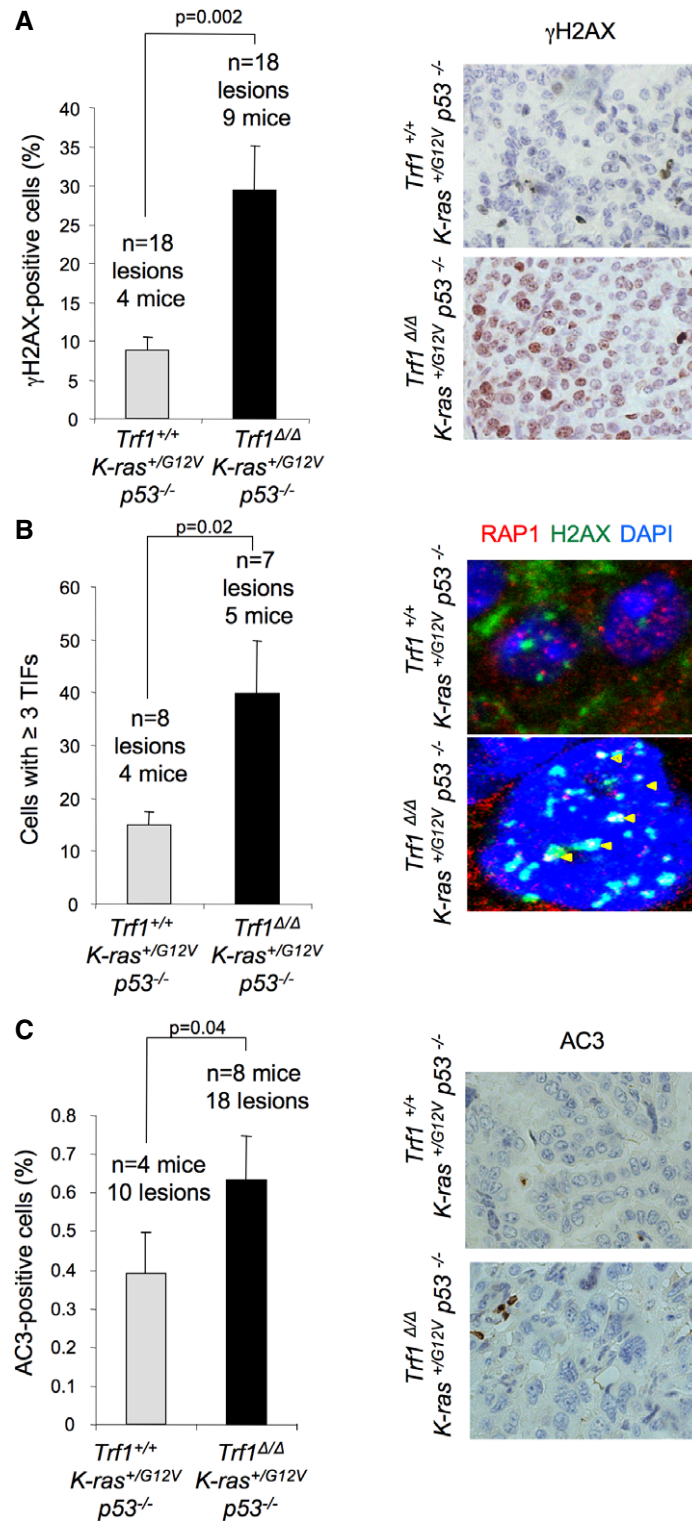 A
p=0.002
n=18
lesions
9 mice
n=18
lesions
4 mice
γH2AX-positive cells (%)
40
35
30
25
20
15
10
5
0
Trf1+/+
K-ras+/G12V
p53-/-
Trf1Δ/Δ
K-ras+/G12V
p53-/-
γH2AX
Trf1 +/+
K-ras +/G12V p53 -/-
Trf1 Δ/Δ
K-ras +/G12V p53 -/-
B
p=0.02
n=7
lesions
5 mice
n=8
lesions
4 mice
Cells with ≥ 3 TIFs
60
50
40
30
20
10
0
Trf1+/+
K-ras+/G12V
p53-/-
Trf1Δ/Δ
K-ras+/G12V
p53-/-
RAP1 H2AX DAPI
Trf1 +/+
K-ras +/G12V p53 -/-
Trf1 Δ/Δ
K-ras +/G12V p53 -/-
C
p=0.04
n=8 mice
18 lesions
n=4 mice
10 lesions
AC3-positive cells (%)
0.8
0.7
0.6
0.5
0.4
0.3
0.2
0.1
0
Trf1+/+
K-ras+/G12V
p53-/-
Trf1Δ/Δ
K-ras+/G12V
p53-/-
AC3
Trf1 +/+
K-ras +/G12V p53 -/-
Trf1 Δ/Δ
K-ras +/G12V p53 -/-